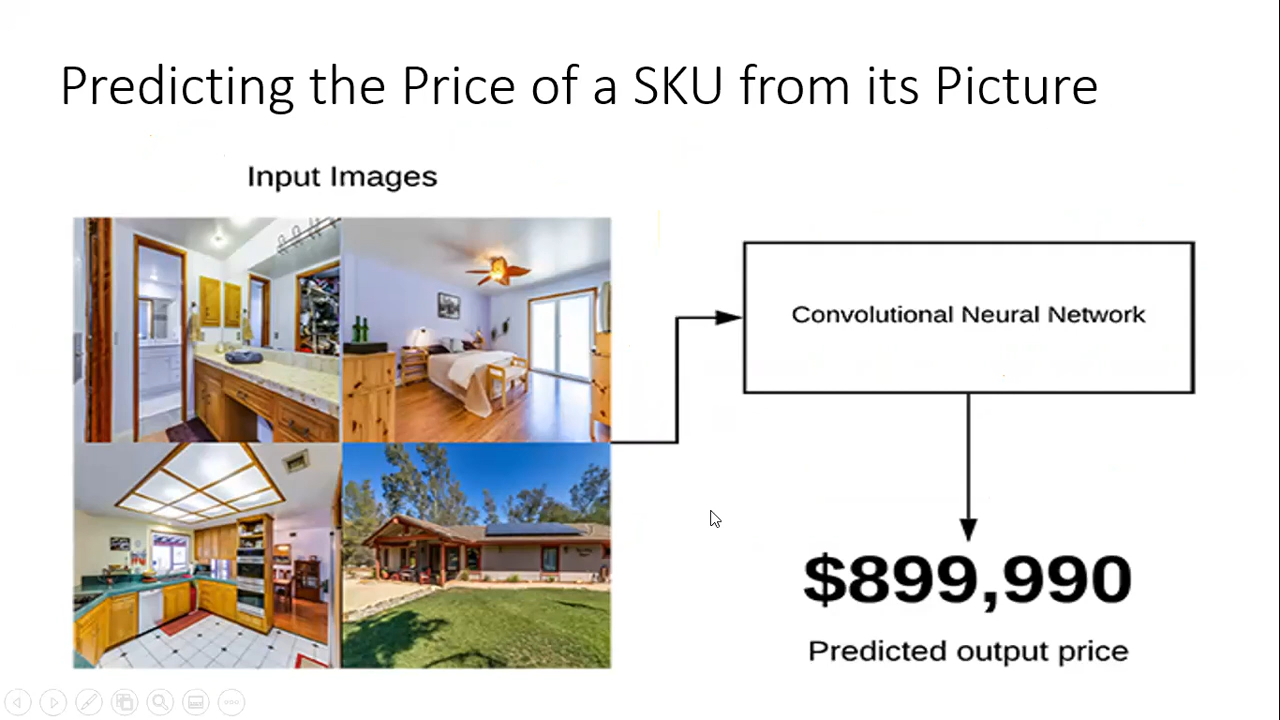 Predicting the Price of a SKU from its Picture
Input Images
Convolutional Neural Network
$899,990
Predicted output price